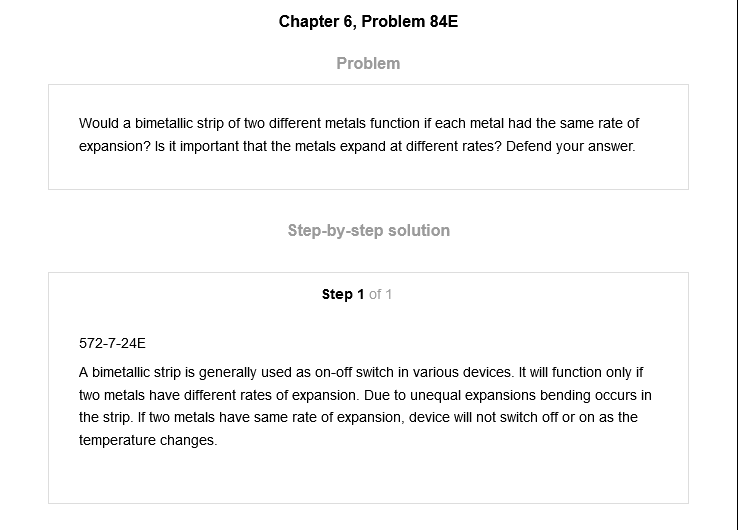 Chapter 6, Problem 84E
Problem
Would a bimetallic strip of two different metals function if each metal had the same rate of
expansion? Is it important that the metals expand at different rates? Defend your answer.
Step-by-step solution
Step 1 of 1
572-7-24E
A bimetallic strip is generally used as on-off switch in various devices. It will function only if
two metals have different rates of expansion. Due to unequal expansions bending occurs in
the strip. If two metals have same rate of expansion, device will not switch off or on as the
temperature changes.